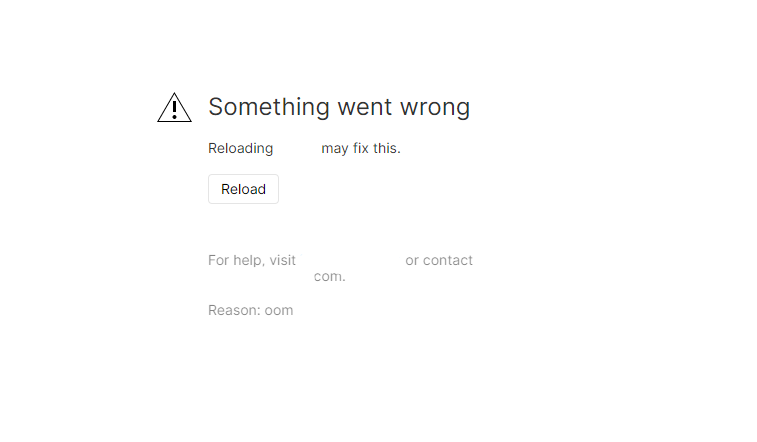 Something went wrong
Reloading may fix this.
Reload
For help, visit or contact
com.
Reason: oom